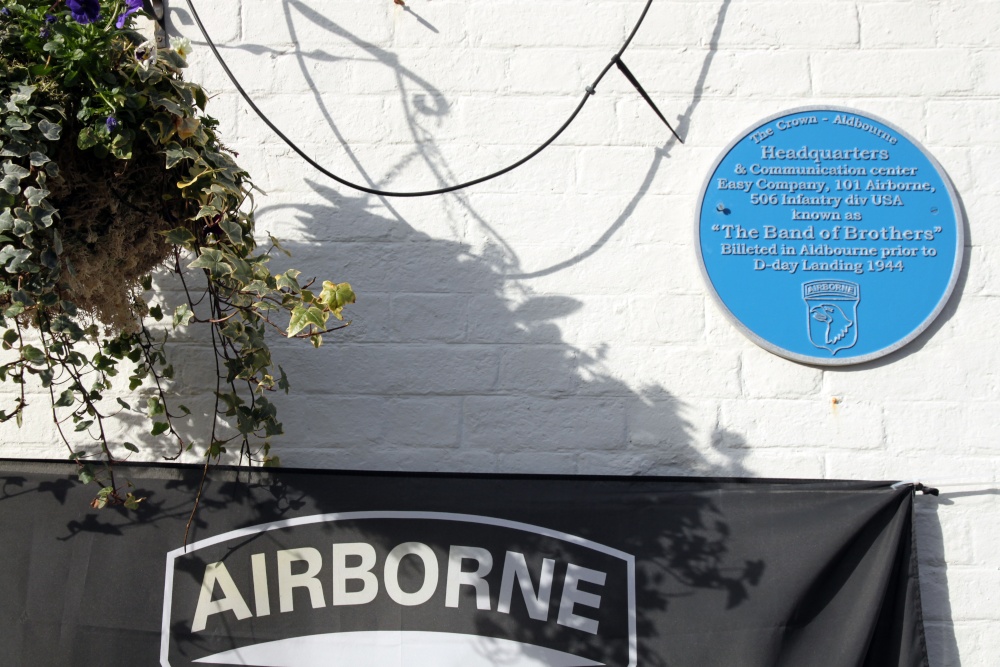 The Crown - Aldbourne
Headquarters
& Communication center
Easy Company, 101 Airborne,
506 Infantry div USA
known as
"The Band of Brothers"
Billeted in Aldbourne prior to
D-day Landing 1944
AIRBORNE
AIRBORNE